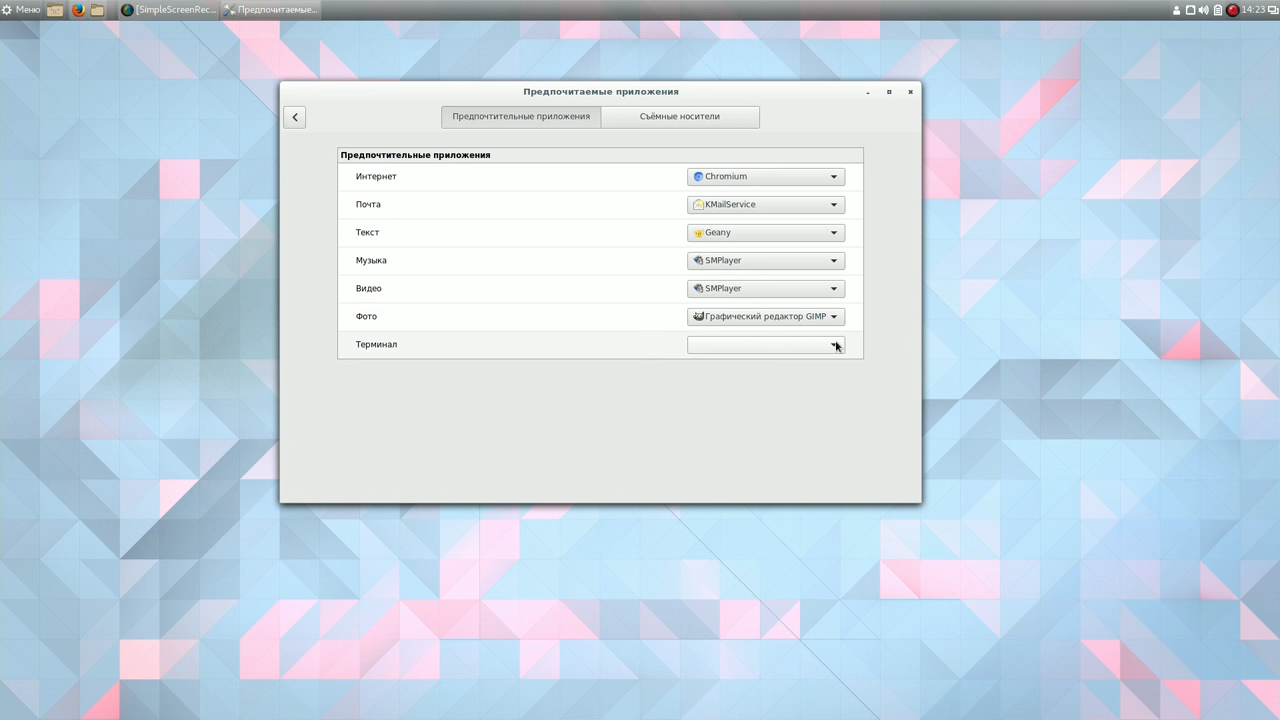 Меню
[SimpleScreenRec...
Предпочитаемые...
14:23
Предпочитаемые приложения
Предпочтительные приложения
Съёмные носители
Предпочтительные приложения
Интернет
Chromium
Почта
KMailService
Текст
Geany
Музыка
SMPlayer
Видео
SMPlayer
Фото
Графический редактор GIMP
Терминал